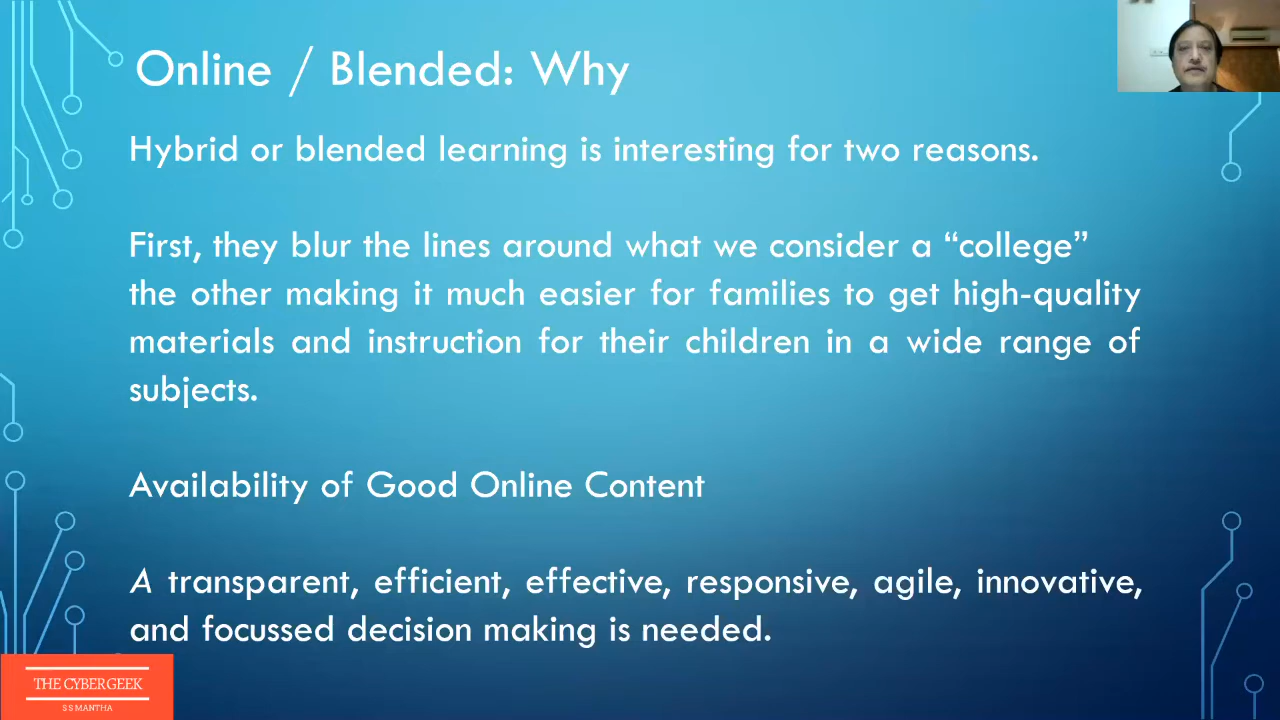 Online / Blended: Why
Hybrid or blended learning is interesting for two reasons.
First, they blur the lines around what we consider a “college”
the other making it much easier for families to get high-quality
materials and instruction for their children in a wide range of
subjects.
Availability of Good Online Content
A transparent, efficient, effective, responsive, agile, innovative,
and focussed decision making is needed.
THE CYBERGEEK
S S MANTHA